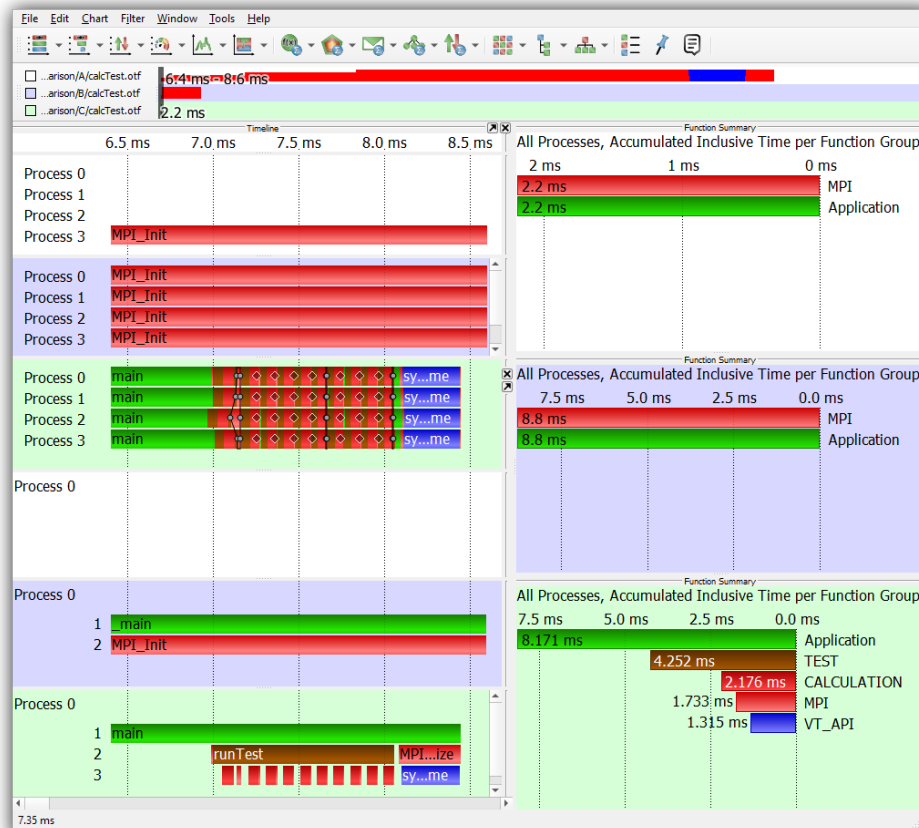 File Edit Chart Filter Window Tools Help
...arison/A/calcTest.otf 6.4 ms - 8.6 ms
...arison/B/calcTest.otf
...arison/C/calcTest.otf 2.2 ms
Timeline
6.5 ms 7.0 ms 7.5 ms 8.0 ms 8.5 ms
Process 0
Process 1
Process 2
Process 3 MPI_Init
Process 0 MPI_Init
Process 1 MPI_Init
Process 2 MPI_Init
Process 3 MPI_Init
Process 0 main sy...me
Process 1 main sy...me
Process 2 main sy...me
Process 3 main sy...me
Process 0
Process 0
1 _main
2 MPI_Init
Process 0
1 main
2 runTest MPI...ize
3 sy...me
Function Summary
All Processes, Accumulated Inclusive Time per Function Group
2 ms 1 ms 0 ms
2.2 ms MPI
2.2 ms Application
Function Summary
All Processes, Accumulated Inclusive Time per Function Group
7.5 ms 5.0 ms 2.5 ms 0.0 ms
8.8 ms MPI
8.8 ms Application
Function Summary
All Processes, Accumulated Inclusive Time per Function Group
7.5 ms 5.0 ms 2.5 ms 0.0 ms
8.171 ms Application
4.252 ms TEST
2.176 ms CALCULATION
1.733 ms MPI
1.315 ms VT_API
7.35 ms